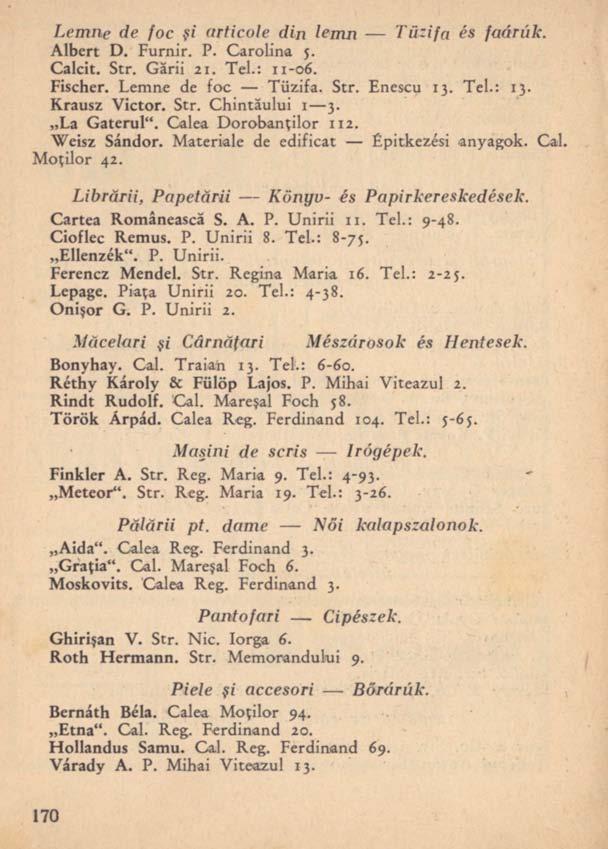 Lemne de foc și articole din lemn — Tüzifa és faárúk.
Albert D. Furnir. P. Carolina 5.
Calcit. Str. Gării 21. Tel.: 11-06.
Fischer. Lemne de foc — Tüzifa. Str. Enescu 13. Tel.: 13.
Krausz Victor. Str. Chintăului 1—3.
„La Gaterul“. Calea Dorobanților 112.
Weisz Sándor. Materiale de edificat — Épitkezési anyagok. Cal.
Moților 42.
Librării, Papetării — Könyv- és Papirkereskedések.
Cartea Românească S. A. P. Unirii 11. Tel.: 9-48.
Cioflec Remus. P. Unirii 8. Tel.: 8-75.
„Ellenzék“. P. Unirii.
Ferencz Mendel. Str. Regina Maria 16. Tel.: 2-25.
Lepage. Piața Unirii 20. Tel.: 4-38.
Onișor G. P. Unirii 2.
Măcelari și Cârnățari Mészárosok és Hentesek.
Bonyhay. Cal. Traian 13. Tel.: 6-60.
Réthy Károly & Fülöp Lajos. P. Mihai Viteazul 2.
Rindt Rudolf. Cal. Mareșal Foch 58.
Török Árpád. Calea Reg. Ferdinand 104. Tel.: 5-65.
Mașini de scris — Irógépek.
Finkler A. Str. Reg. Maria 9. Tel.: 4-93.
„Meteor“. Str. Reg. Maria 19. Tel.: 3-26.
Pălării pt. dame — Női kalapszalonok.
„Aida“. Calea Reg. Ferdinand 3.
„Grația“. Cal. Mareșal Foch 6.
Moskovits. Calea Reg. Ferdinand 3.
Pantofari — Cipészek.
Ghirișan V. Str. Nic. Iorga 6.
Roth Hermann. Str. Memorandului 9.
Piele și accesori — Bőrárúk.
Bernáth Béla. Calea Moților 94.
„Etna“. Cal. Reg. Ferdinand 20.
Hollandus Samu. Cal. Reg. Ferdinand 69.
Várady A. P. Mihai Viteazul 13.
170